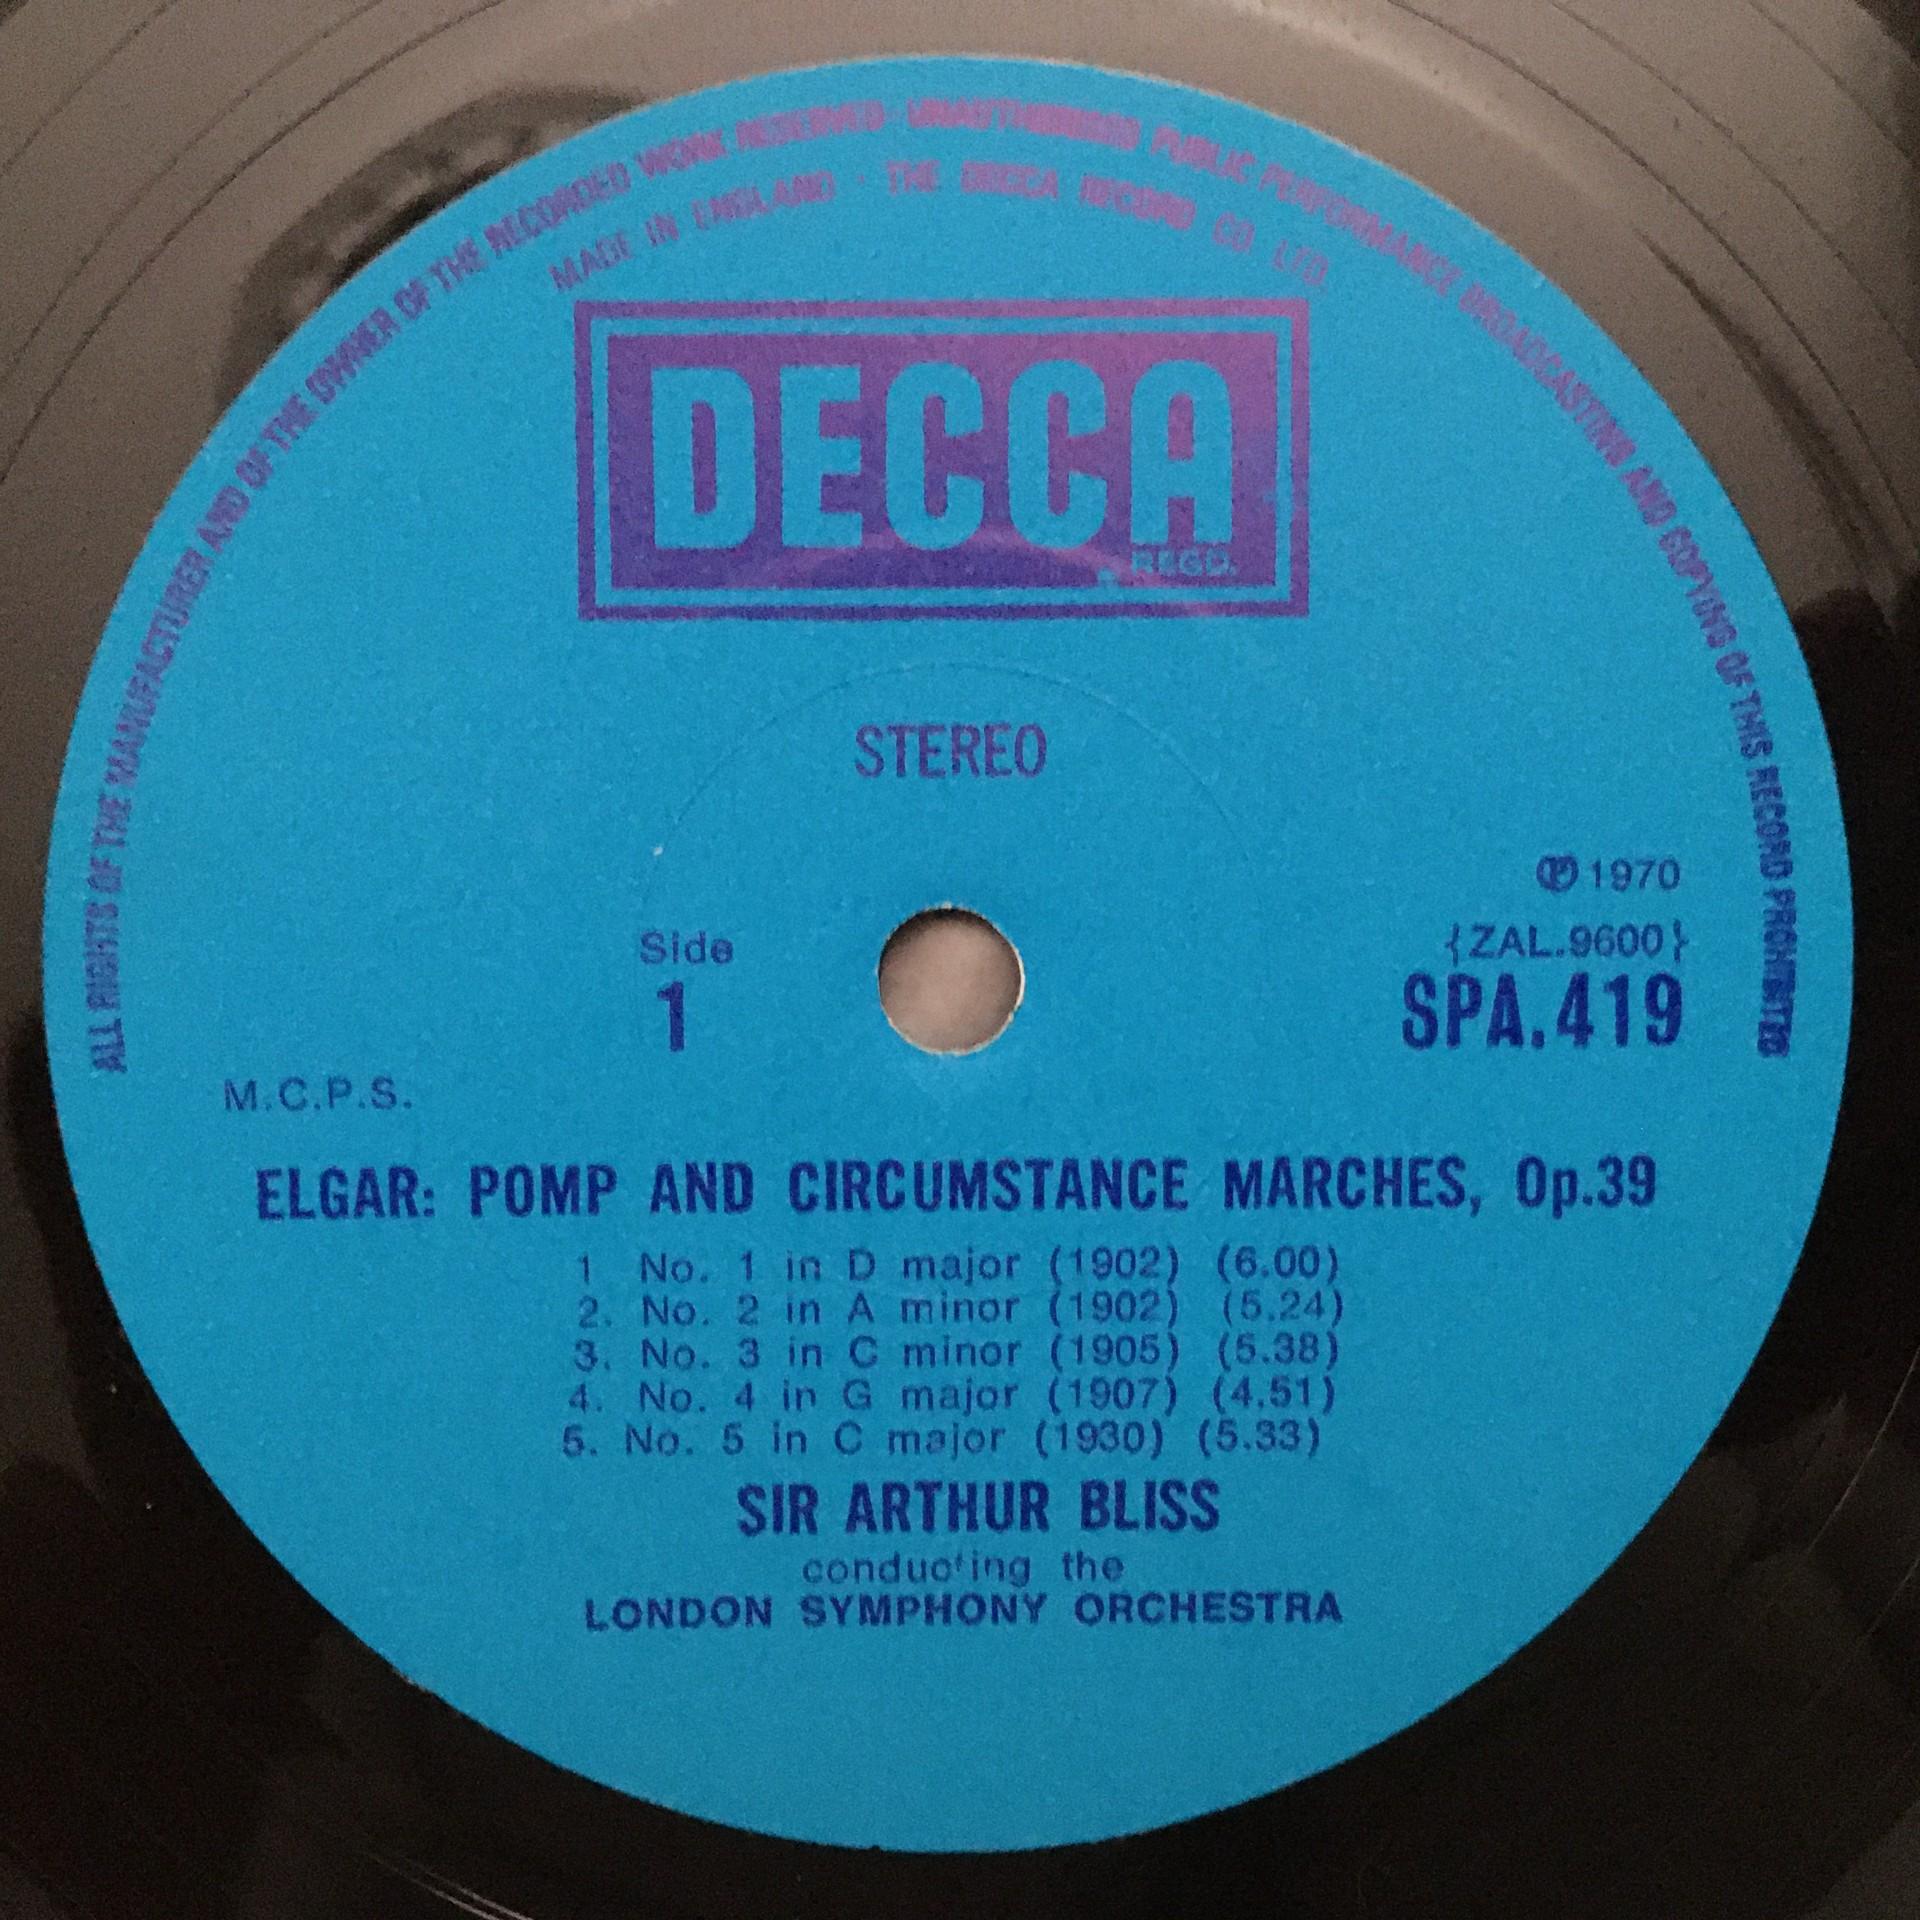 ALL RIGHTS OF THE MANUFACTURER AND OF THE OWNER OF THE RECORDED WORK RESERVED · UNAUTHORISED PUBLIC PERFORMANCE BROADCASTING AND COPYING OF THIS RECORD PROHIBITED
MADE IN ENGLAND · THE DECCA RECORD CO. LTD.
DECCA
REGD.
STEREO
℗ 1970
Side
{ZAL.9600}
1
SPA.419
M.C.P.S.
ELGAR: POMP AND CIRCUMSTANCE MARCHES, Op.39
1 No. 1 in D major (1902) (6.00)
2. No. 2 in A minor (1902) (5.24)
3. No. 3 in C minor (1905) (5.38)
4. No. 4 in G major (1907) (4.51)
5. No. 5 in C major (1930) (5.33)
SIR ARTHUR BLISS
conducting the
LONDON SYMPHONY ORCHESTRA